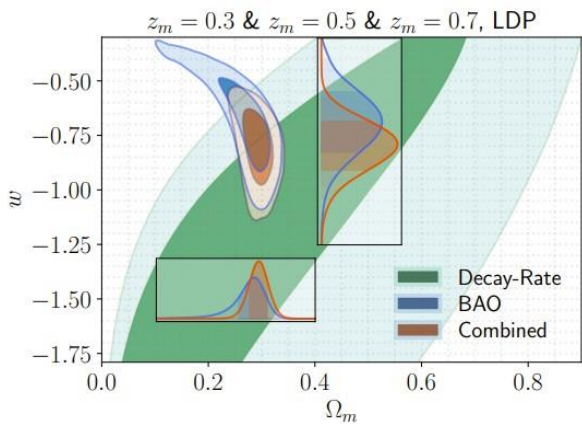 z_m = 0.3 & z_m = 0.5 & z_m = 0.7, LDP
−0.50
−0.75
−1.00
−1.25
−1.50
−1.75
w
Decay-Rate
BAO
Combined
0.0 0.2 0.4 0.6 0.8
Ω_m